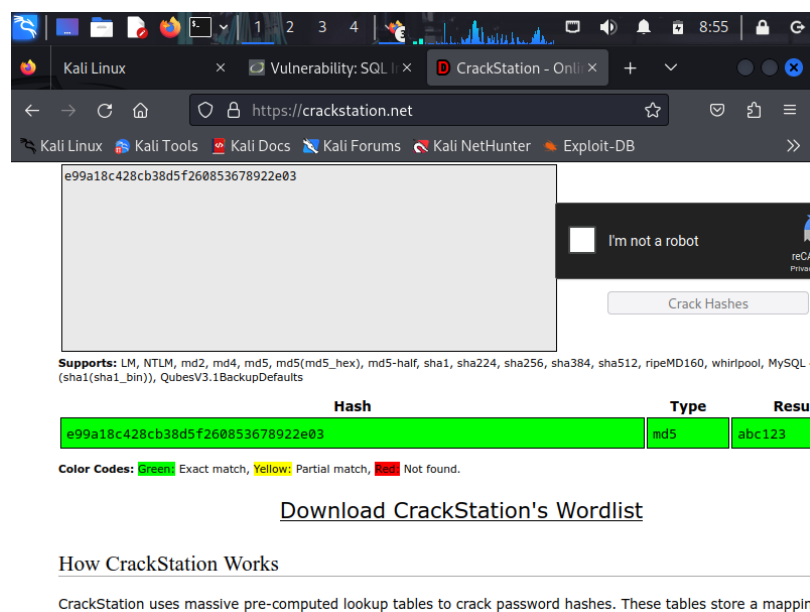 1 2 3 4 3 8:55
Kali Linux Vulnerability: SQL I CrackStation - Onli
https://crackstation.net
Kali Linux Kali Tools Kali Docs Kali Forums Kali NetHunter Exploit-DB
e99a18c428cb38d5f260853678922e03
I'm not a robot
reCA
Priva
Crack Hashes
Supports: LM, NTLM, md2, md4, md5, md5(md5_hex), md5-half, sha1, sha224, sha256, sha384, sha512, ripeMD160, whirlpool, MySQL
(sha1(sha1_bin)), QubesV3.1BackupDefaults
Hash Type Resu
e99a18c428cb38d5f260853678922e03 md5 abc123
Color Codes: Green: Exact match, Yellow: Partial match, Red: Not found.
Download CrackStation's Wordlist
How CrackStation Works
CrackStation uses massive pre-computed lookup tables to crack password hashes. These tables store a mappin